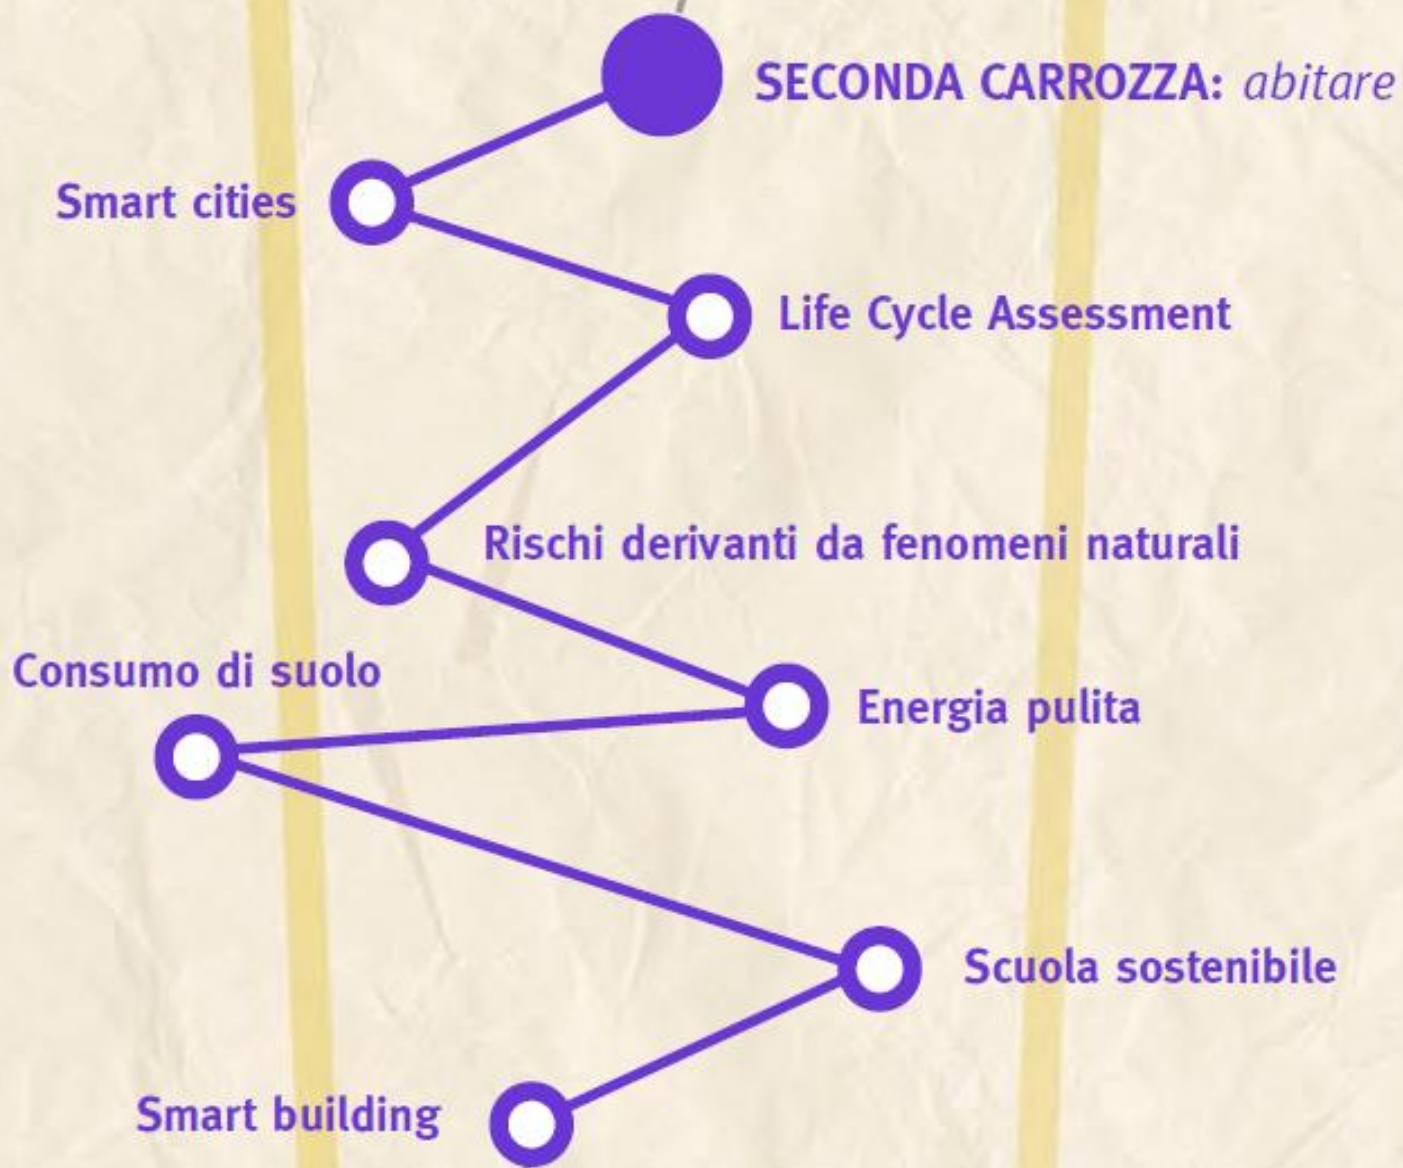 SECONDA CARROZZA: abitare
Smart cities
Life Cycle Assessment
Rischi derivanti da fenomeni naturali
Consumo di suolo
Energia pulita
Scuola sostenibile
Smart building